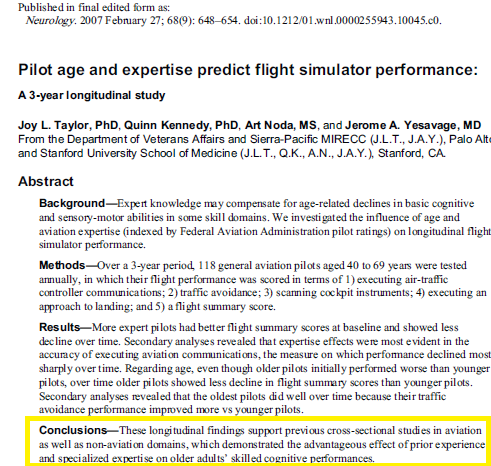 Published in final edited form as:
Neurology. 2007 February 27; 68(9): 648–654. doi:10.1212/01.wnl.0000255943.10045.c0.
Pilot age and expertise predict flight simulator performance:
A 3-year longitudinal study
Joy L. Taylor, PhD, Quinn Kennedy, PhD, Art Noda, MS, and Jerome A. Yesavage, MD
From the Department of Veterans Affairs and Sierra-Pacific MIRECC (J.L.T., J.A.Y.), Palo Alto
and Stanford University School of Medicine (J.L.T., Q.K., A.N., J.A.Y.), Stanford, CA.
Abstract
Background—Expert knowledge may compensate for age-related declines in basic cognitive
and sensory-motor abilities in some skill domains. We investigated the influence of age and
aviation expertise (indexed by Federal Aviation Administration pilot ratings) on longitudinal flight
simulator performance.
Methods—Over a 3-year period, 118 general aviation pilots aged 40 to 69 years were tested
annually, in which their flight performance was scored in terms of 1) executing air-traffic
controller communications; 2) traffic avoidance; 3) scanning cockpit instruments; 4) executing an
approach to landing; and 5) a flight summary score.
Results—More expert pilots had better flight summary scores at baseline and showed less
decline over time. Secondary analyses revealed that expertise effects were most evident in the
accuracy of executing aviation communications, the measure on which performance declined most
sharply over time. Regarding age, even though older pilots initially performed worse than younger
pilots, over time older pilots showed less decline in flight summary scores than younger pilots.
Secondary analyses revealed that the oldest pilots did well over time because their traffic
avoidance performance improved more vs younger pilots.
Conclusions—These longitudinal findings support previous cross-sectional studies in aviation
as well as non-aviation domains, which demonstrated the advantageous effect of prior experience
and specialized expertise on older adults' skilled cognitive performances.